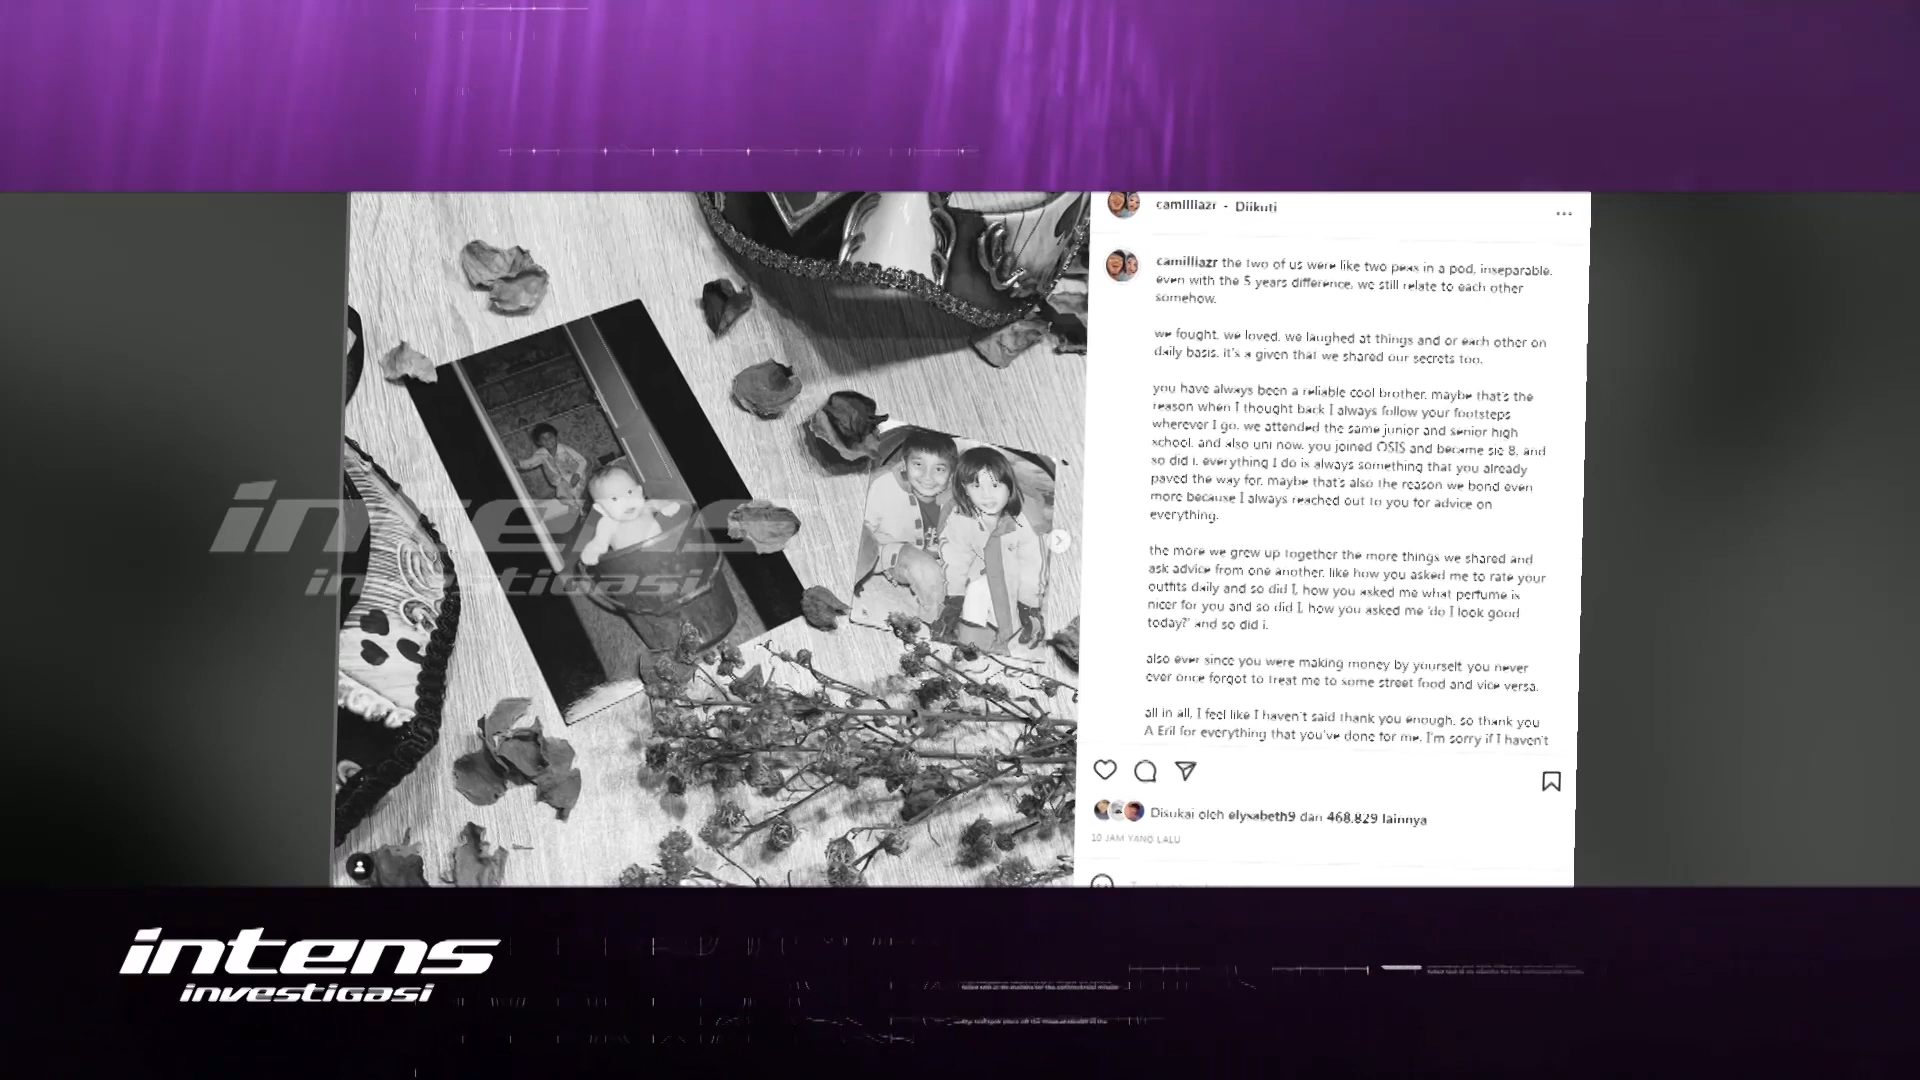 camilliazr • Diikuti
camilliazr the two of us were like two peas in a pod, inseparable.
even with the 5 years difference, we still relate to each other
somehow.
we fought. we loved. we laughed at things and or each other on
daily basis. it's a given that we shared our secrets too.
you have always been a reliable cool brother. maybe that's the
reason when I thought back I always follow your footsteps
wherever I go. we attended the same junior and senior high
school. and also uni now. you joined OSIS and became sie 8, and
so did i. everything I do is always something that you already
paved the way for. maybe that's also the reason we bond even
more because I always reached out to you for advice on
everything.
the more we grew up together the more things we shared and
ask advice from one another. like how you asked me to rate your
outfits daily and so did I, how you asked me what perfume is
nicer for you and so did I, how you asked me 'do I look good
today?' and so did i.
also ever since you were making money by yourself you never
ever once forgot to treat me to some street food and vice versa.
all in all, I feel like I haven't said thank you enough. so thank you
A Eril for everything that you've done for me. I'm sorry if I haven't
Disukai oleh elysabeth9 dan 468.829 lainnya
10 JAM YANG LALU
intens
investigasi
intens
investigasi